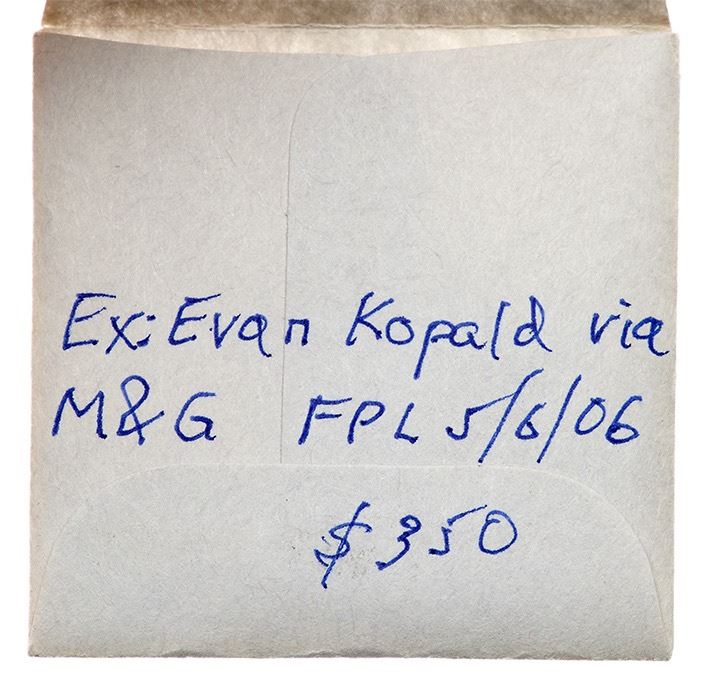 Ex: Evan Kopald via
M&G FPL 5/6/06
$350